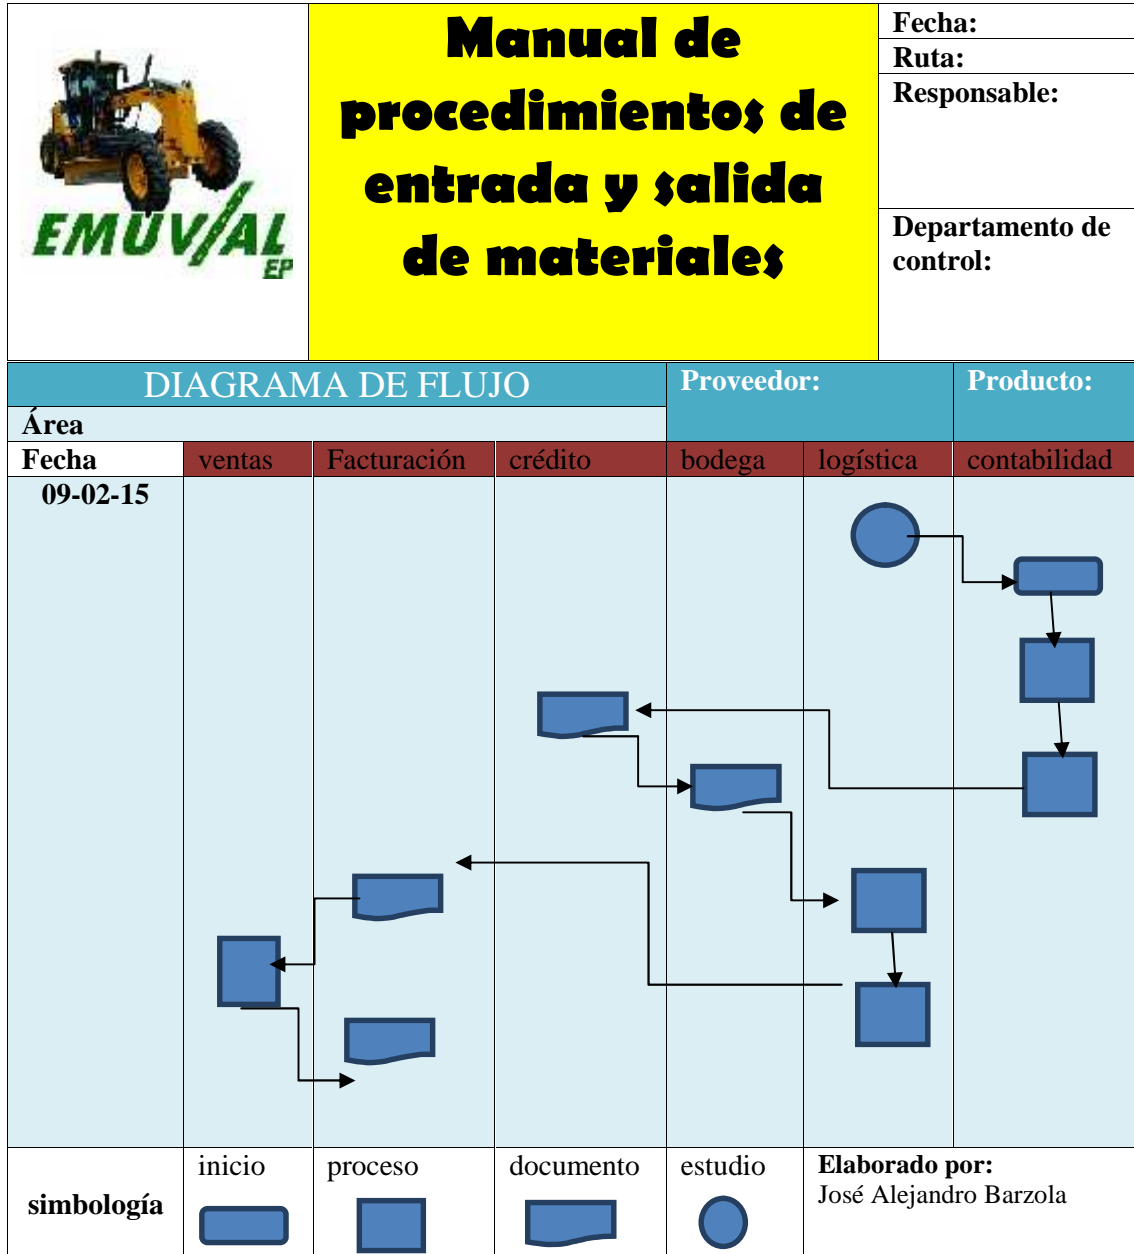 EMUVIAL
EP
Manual de
procedimientos de
entrada y salida
de materiales
Fecha:
Ruta:
Responsable:
Departamento de
control:
DIAGRAMA DE FLUJO
Proveedor:
Producto:
Área
Fecha
ventas
Facturación
crédito
bodega
logística
contabilidad
09-02-15
simbología
inicio
proceso
documento
estudio
Elaborado por:
José Alejandro Barzola